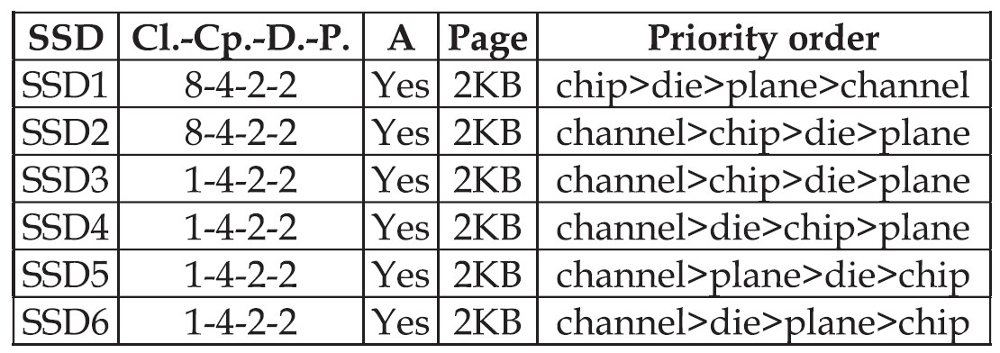 SSD Cl.-Cp.-D.-P. A Page Priority order
SSD1 8-4-2-2 Yes 2KB chip>die>plane>channel
SSD2 8-4-2-2 Yes 2KB channel>chip>die>plane
SSD3 1-4-2-2 Yes 2KB channel>chip>die>plane
SSD4 1-4-2-2 Yes 2KB channel>die>chip>plane
SSD5 1-4-2-2 Yes 2KB channel>plane>die>chip
SSD6 1-4-2-2 Yes 2KB channel>die>plane>chip